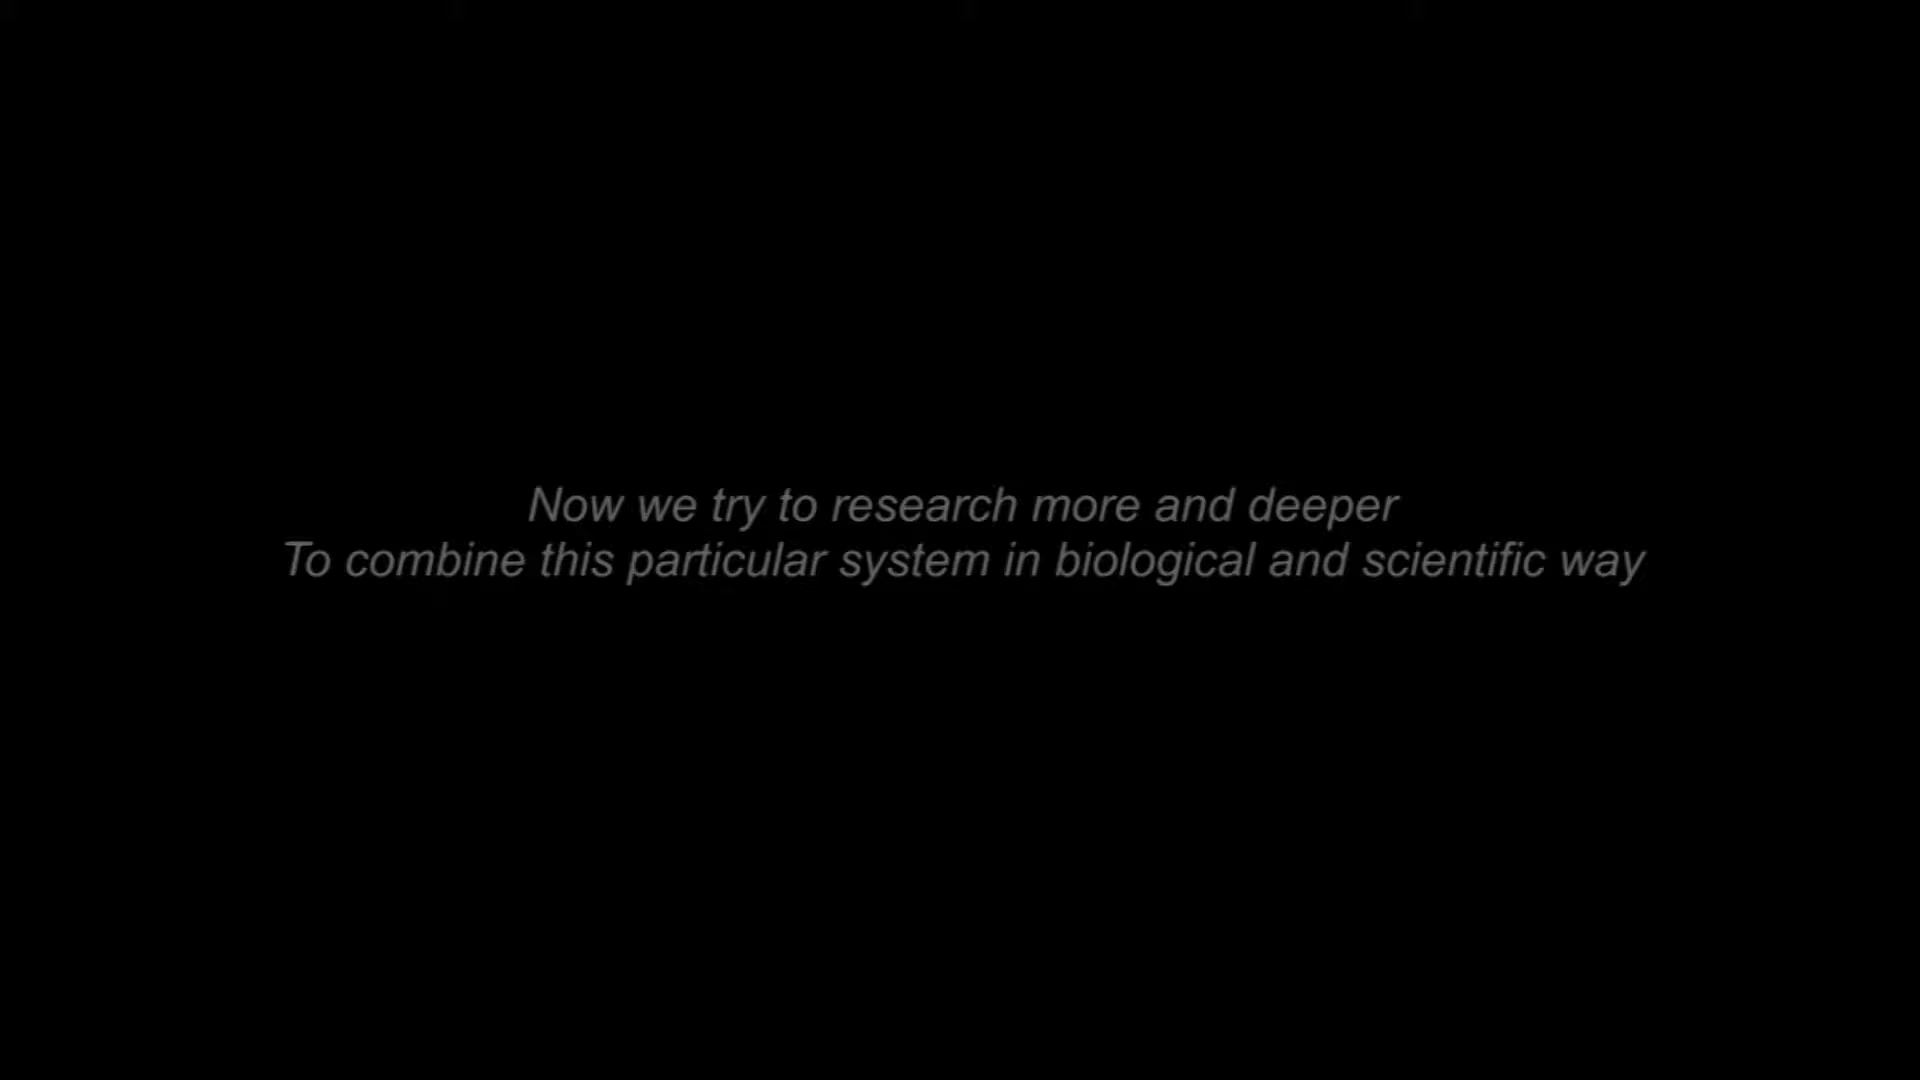 Now we try to research more and deeper
To combine this particular system in biological and scientific way